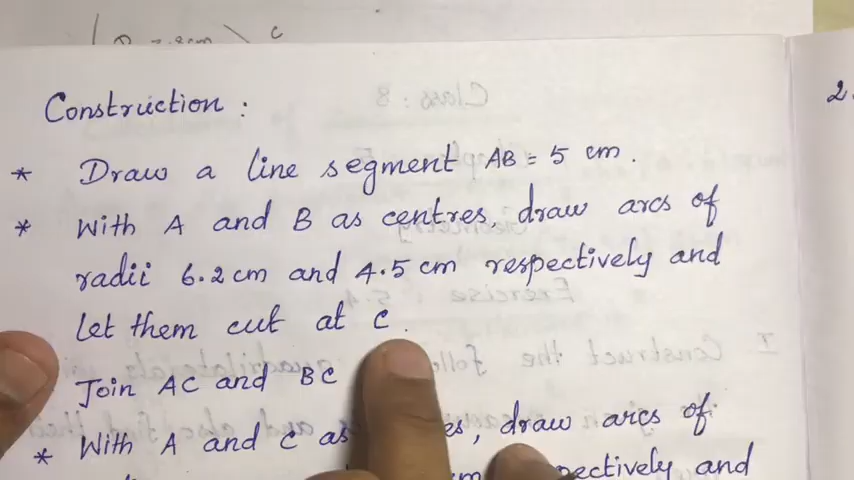 c
Construction :
* Draw a line segment AB = 5 cm.
* With A and B as centres, draw arcs of
radii 6.2 cm and 4.5 cm respectively and
let them cut at C.
Join AC and BC
* With A and C as draw arcs of
and
2.